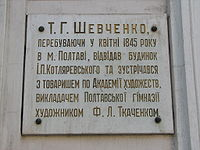 Т. Г. ШЕВЧЕНКО,
ПЕРЕБУВАЮЧИ У КВІТНІ 1845 РОКУ
В М. ПОЛТАВІ, ВІДВІДАВ БУДИНОК
І.П.КОТЛЯРЕВСЬКОГО ТА ЗУСТРІЧАВСЯ
З ТОВАРИШЕМ ПО АКАДЕМІЇ ХУДОЖЕСТВ,
ВИКЛАДАЧЕМ ПОЛТАВСЬКОЇ ГІМНАЗІЇ
ХУДОЖНИКОМ Ф. Л. ТКАЧЕНКОМ.